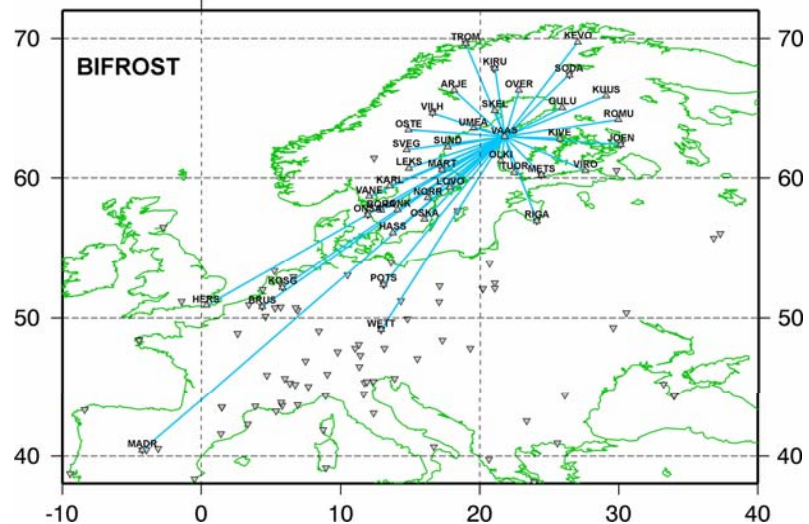 70
BIFROST
TROM
KEVO
KIRU
SODA
ARJE
OVER
KUUS
VILH
SKEL
OULU
ROMU
OSTE
UMEA
VAAS
KIVE
JOEN
SVEG
SUND
60
LEKS
MART
OLKI
TUOR
METS
VIRO
KARL
LOVO
VANE
NORR
ONSA
OSKA
RIGA
HASS
KOSG
POTS
50
HERS
BRUS
WETT
40
MADR
-10
0
10
20
30
40
70
60
50
40